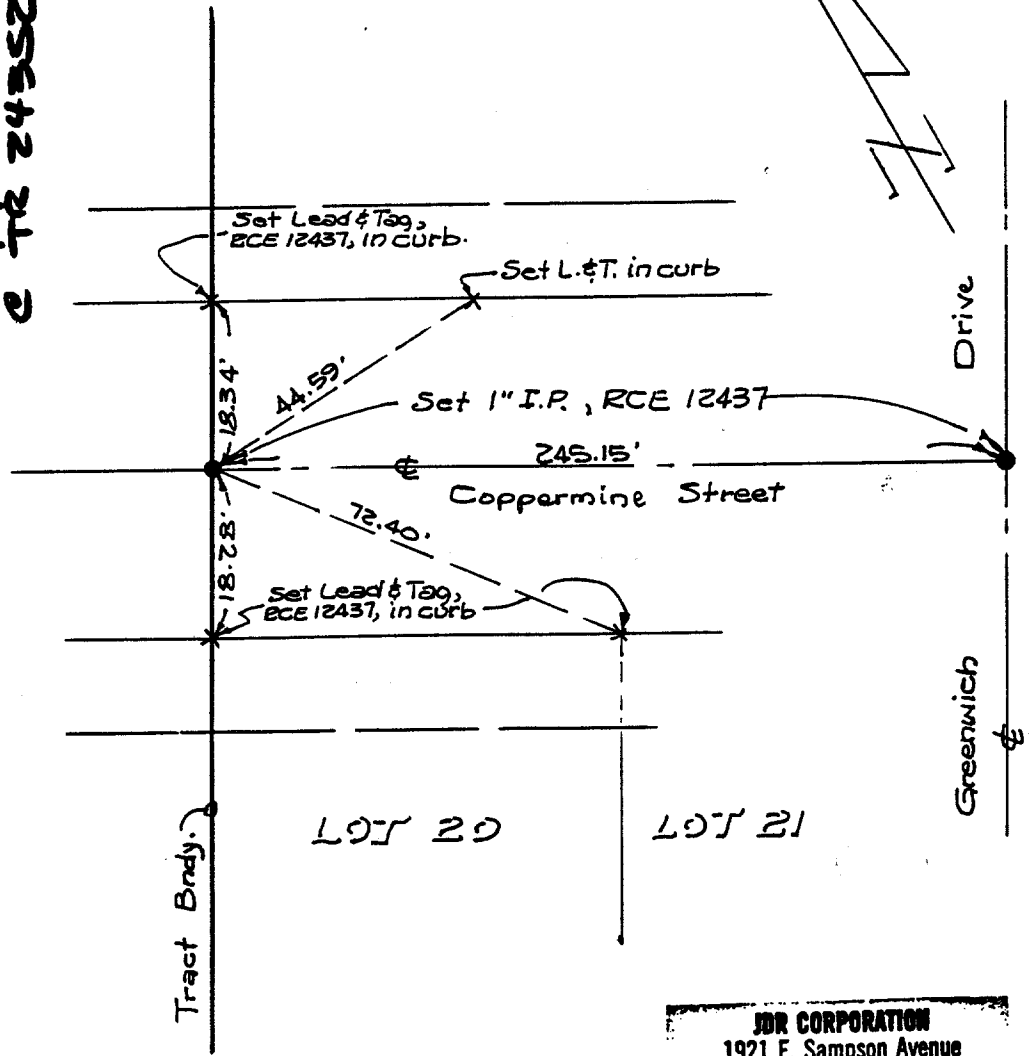 C TR 24352
N
Set Lead & Tag,
RCE 12437, in curb.
Set L.&T. in curb
Drive
18.34'
44.59'
Set 1" I.P., RCE 12437
245.15'
℄
Coppermine Street
72.40'
18.28'
Set Lead & Tag,
RCE 12437, in curb
Greenwich
℄
LOT 20
LOT 21
Tract Bndy.
JDR CORPORATION
1921 E. Sampson Avenue